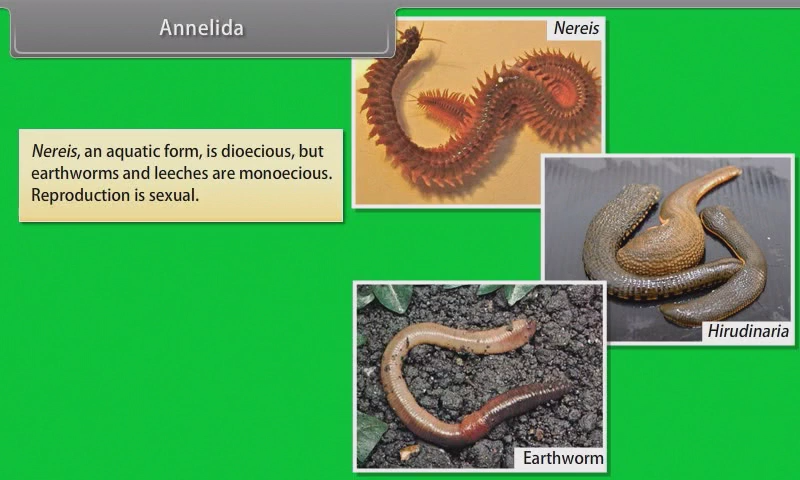 Annelida
Nereis
Nereis, an aquatic form, is dioecious, but
earthworms and leeches are monoecious.
Reproduction is sexual.
Hirudinaria
Earthworm